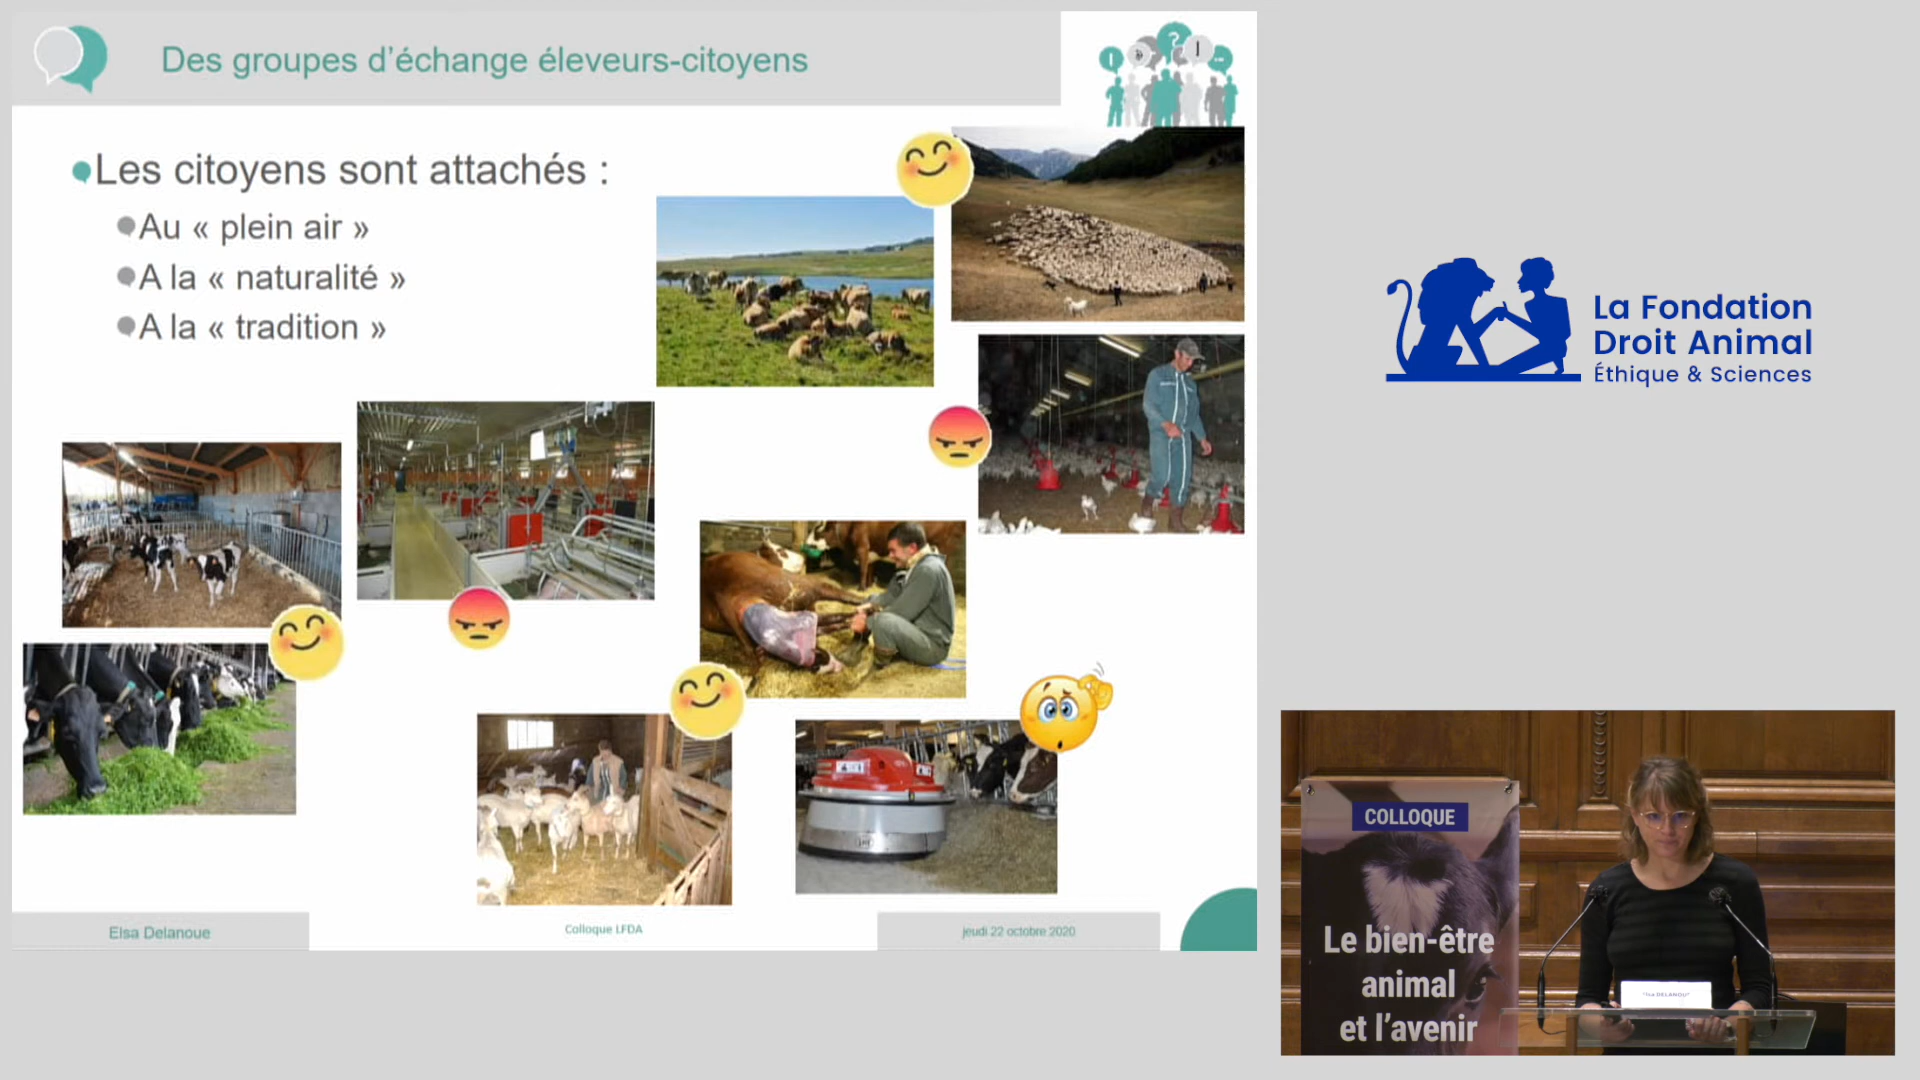 Des groupes d'échange éleveurs-citoyens
Les citoyens sont attachés :
Au « plein air »
A la « naturalité »
A la « tradition »
Elsa Delanoue
Colloque LFDA
jeudi 22 octobre 2020
La Fondation
Droit Animal
Éthique & Sciences
COLLOQUE
Le bien-être
animal
et l'avenir